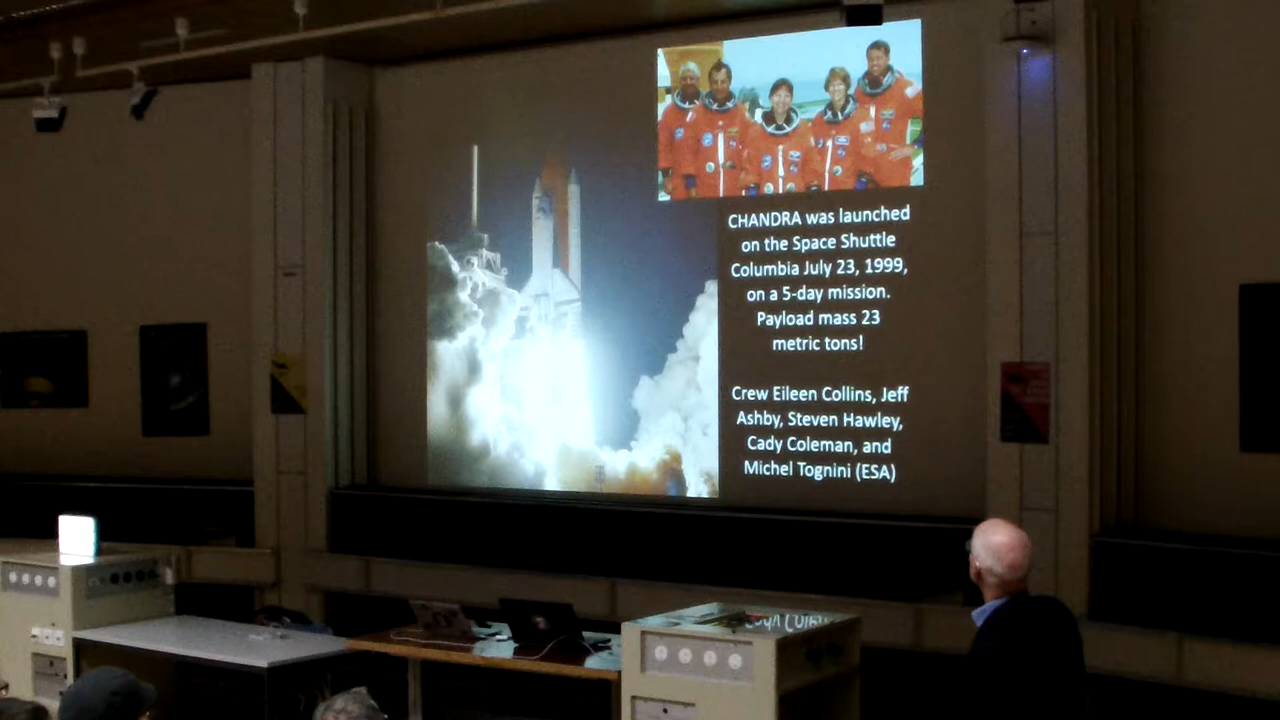 CHANDRA was launched
on the Space Shuttle
Columbia July 23, 1999,
on a 5-day mission.
Payload mass 23
metric tons!
Crew Eileen Collins, Jeff
Ashby, Steven Hawley,
Cady Coleman, and
Michel Tognini (ESA)